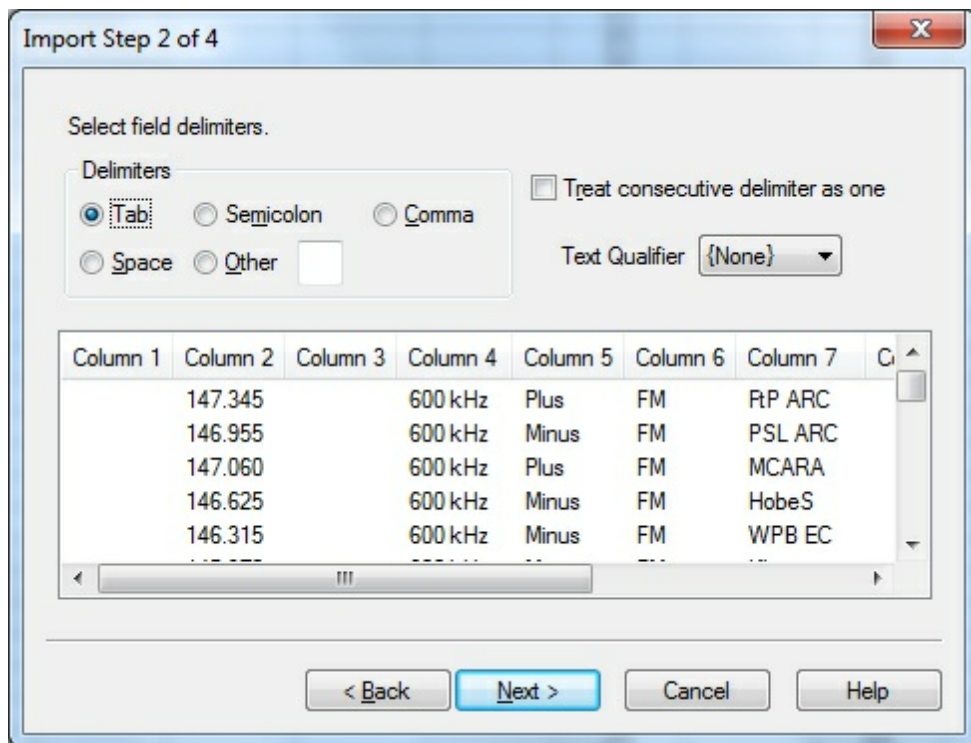 Import Step 2 of 4
Select field delimiters.
Delimiters
Tab Semicolon Comma
Space Other
Treat consecutive delimiter as one
Text Qualifier {None}
Column 1 Column 2 Column 3 Column 4 Column 5 Column 6 Column 7
147.345 600 kHz Plus FM FtP ARC
146.955 600 kHz Minus FM PSL ARC
147.060 600 kHz Plus FM MCARA
146.625 600 kHz Minus FM HobeS
146.315 600 kHz Minus FM WPB EC
< Back Next > Cancel Help